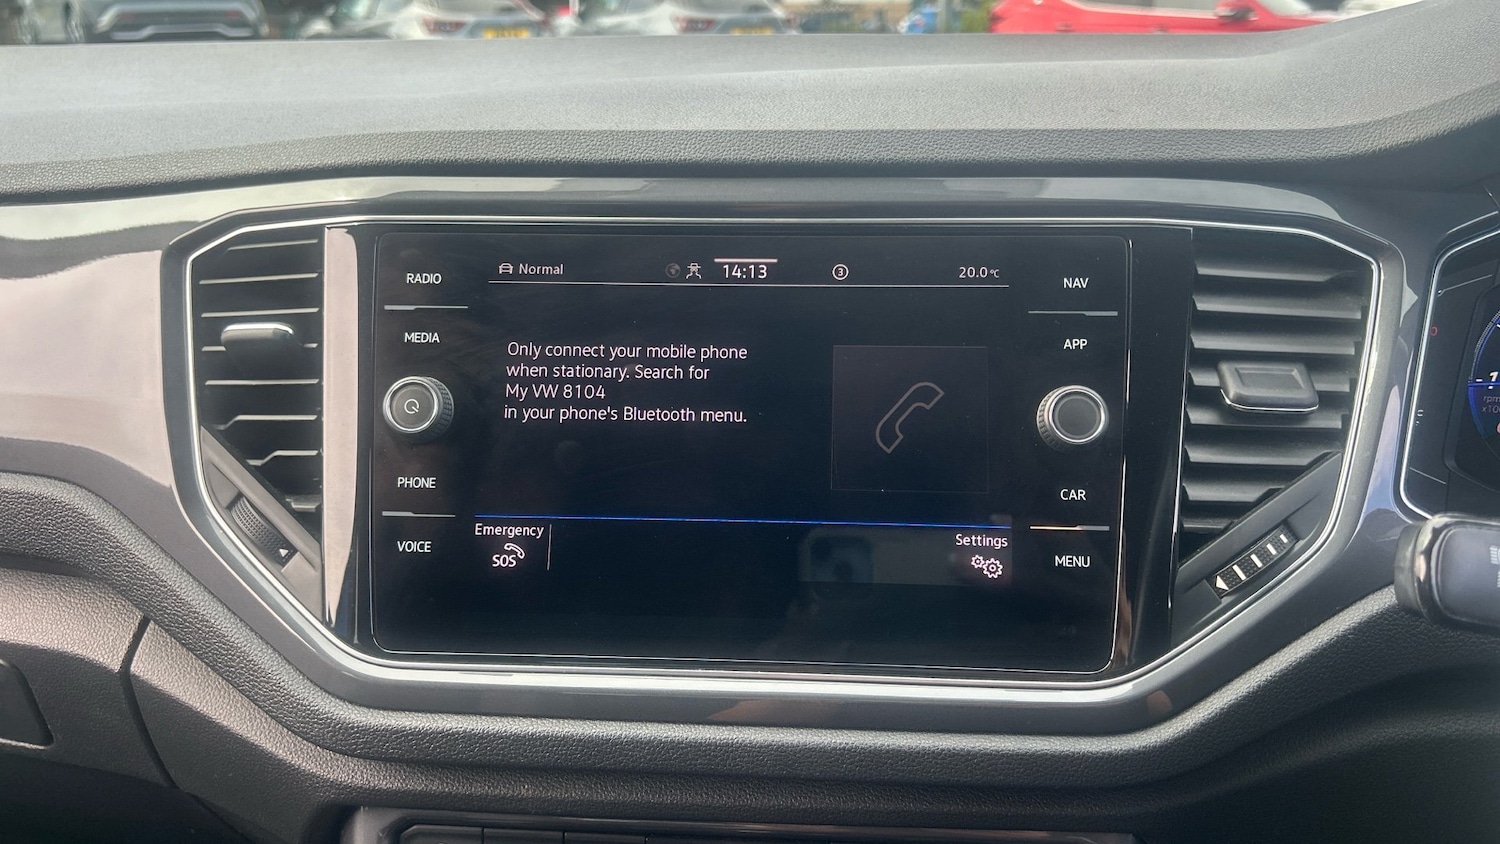 RADIO
MEDIA
PHONE
VOICE
Normal
14:13
3
20.0°C
Only connect your mobile phone
when stationary. Search for
My VW 8104
in your phone's Bluetooth menu.
Emergency
SOS
Settings
NAV
APP
CAR
MENU
rpm